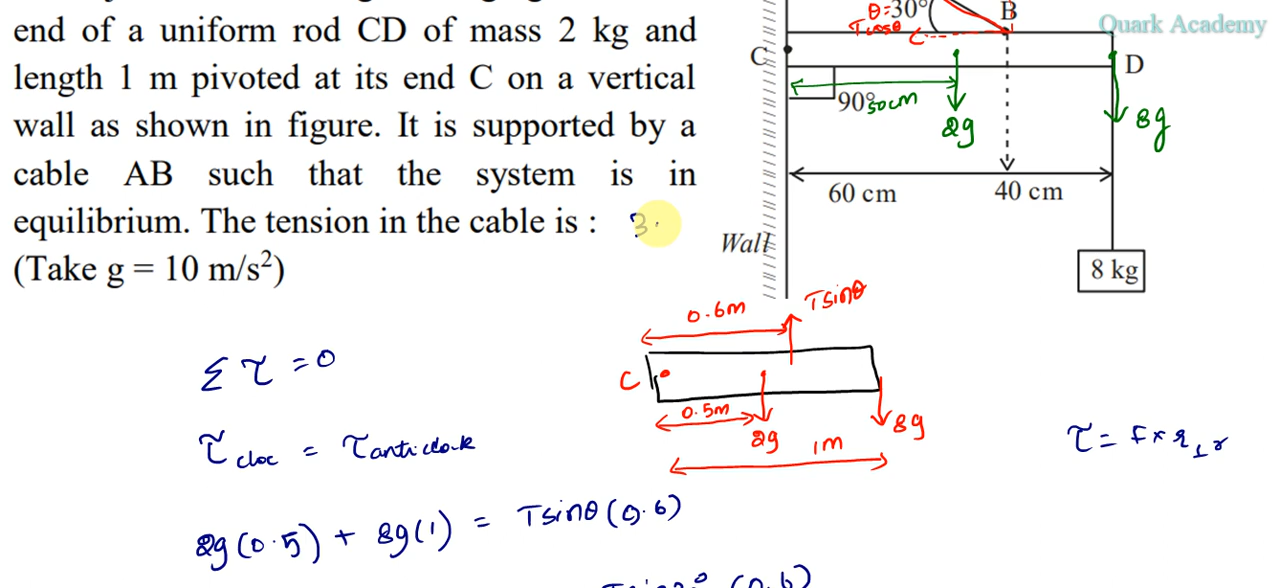 end of a uniform rod CD of mass 2 kg and
length 1 m pivoted at its end C on a vertical
wall as shown in figure. It is supported by a
cable AB such that the system is in
equilibrium. The tension in the cable is : 3.
(Take g = 10 m/s²)
θ=30°
B
Quark Academy
Tcosθ
C
D
90°
50cm
2g
8g
60 cm
40 cm
Wall
8 kg
0.6m
Tsinθ
C
0.5m
2g
8g
1m
Στ = 0
τ cloc = τ anticlock
τ = F × r⊥r
2g(0.5) + 8g(1) = Tsinθ(0.6)